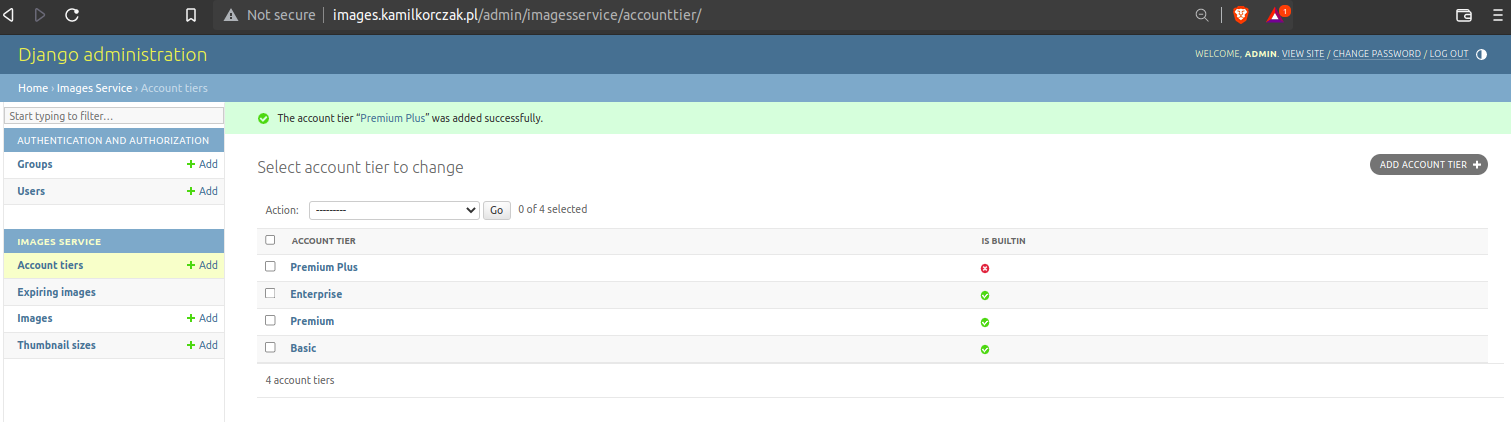 Not secure images.kamilkorczak.pl/admin/imagesservice/accounttier/ 1
Django administration
WELCOME, ADMIN. VIEW SITE / CHANGE PASSWORD / LOG OUT
Home › Images Service › Account tiers
Start typing to filter...
AUTHENTICATION AND AUTHORIZATION
Groups + Add
Users + Add
IMAGES SERVICE
Account tiers + Add
Expiring images
Images + Add
Thumbnail sizes + Add
The account tier “Premium Plus” was added successfully.
Select account tier to change
ADD ACCOUNT TIER +
Action: --------- Go 0 of 4 selected
ACCOUNT TIER IS BUILTIN
Premium Plus
Enterprise
Premium
Basic
4 account tiers